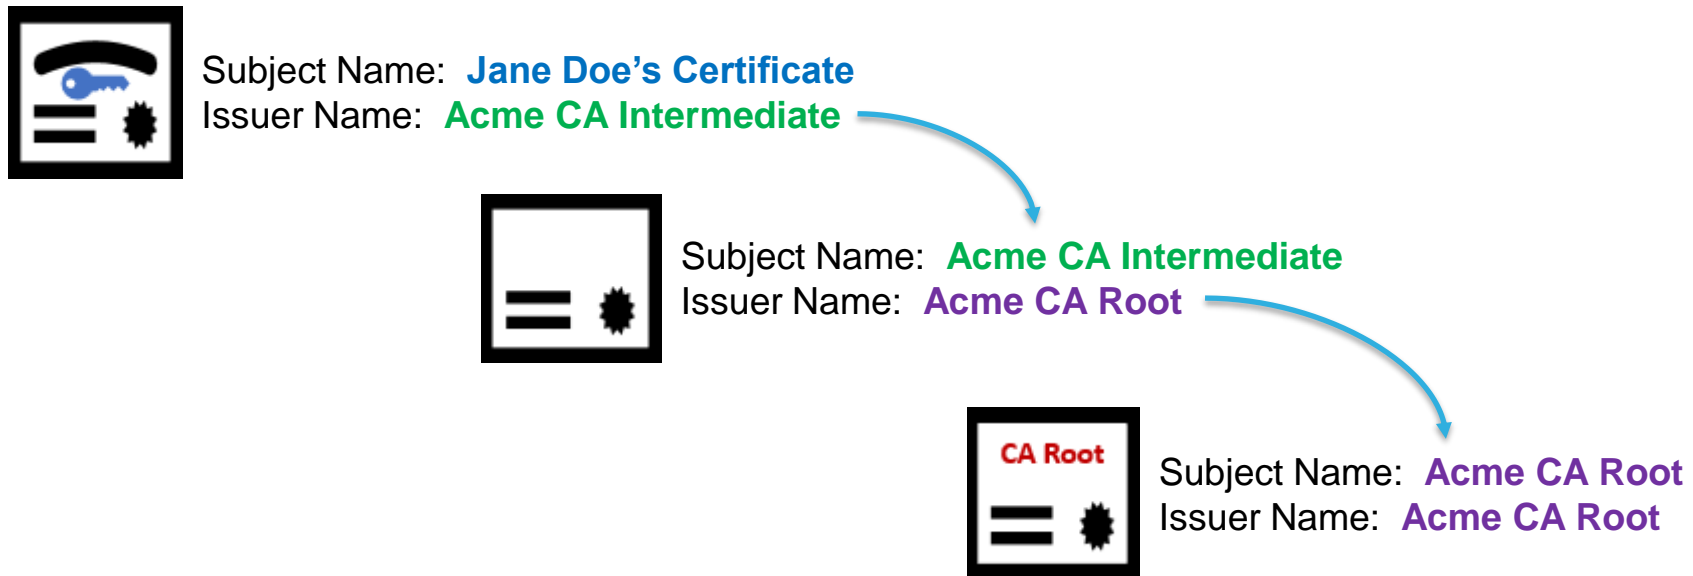 Subject Name: Jane Doe’s Certificate
Issuer Name: Acme CA Intermediate
Subject Name: Acme CA Intermediate
Issuer Name: Acme CA Root
CA Root
Subject Name: Acme CA Root
Issuer Name: Acme CA Root